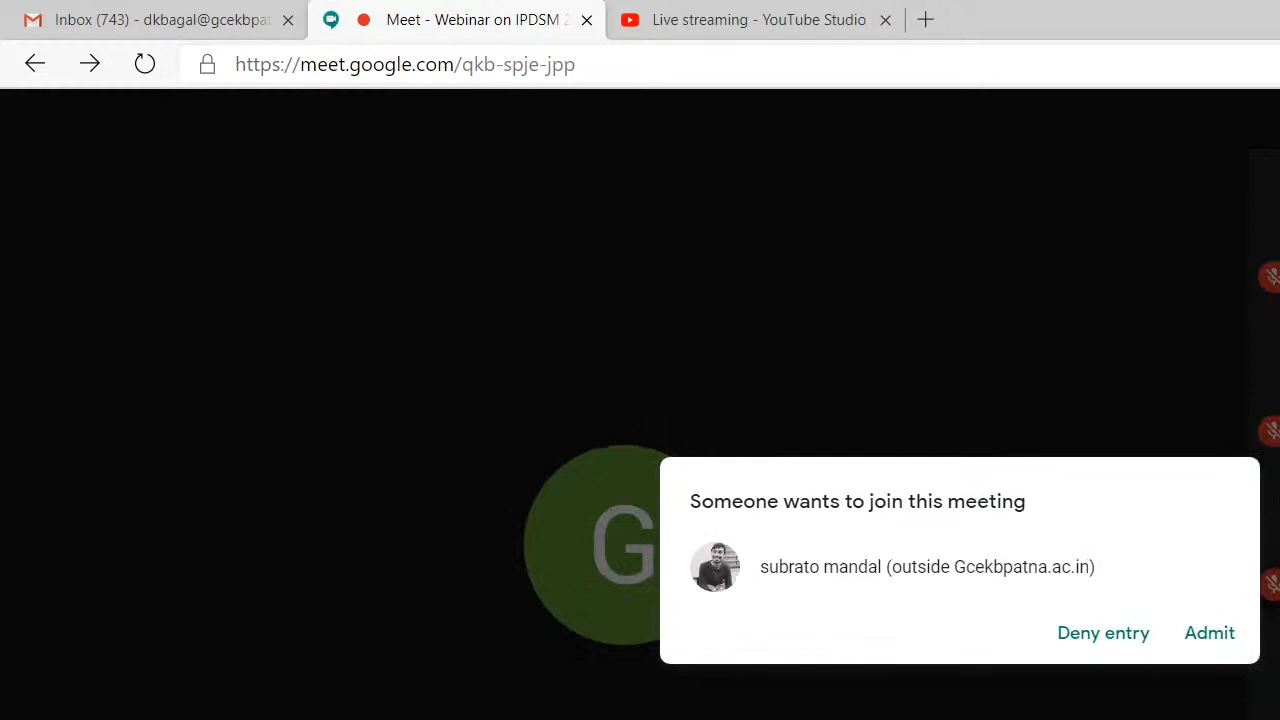 Inbox (743) - dkbagal@gcekbpat
Meet - Webinar on IPDSM 2
Live streaming - YouTube Studio
https://meet.google.com/qkb-spje-jpp
G
Someone wants to join this meeting
subrato mandal (outside Gcekbpatna.ac.in)
Deny entry
Admit